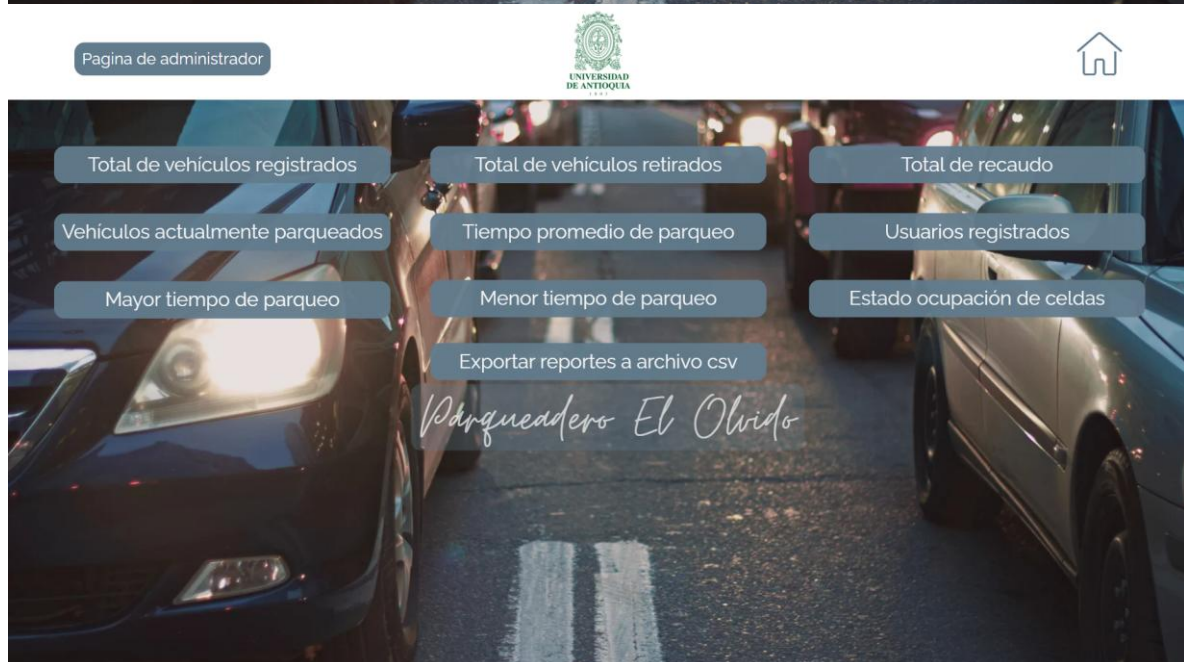 Pagina de administrador
UNIVERSIDAD
DE ANTIOQUIA
1803
Total de vehículos registrados
Total de vehículos retirados
Total de recaudo
Vehículos actualmente parqueados
Tiempo promedio de parqueo
Usuarios registrados
Mayor tiempo de parqueo
Menor tiempo de parqueo
Estado ocupación de celdas
Exportar reportes a archivo csv
Parqueadero El Olvido